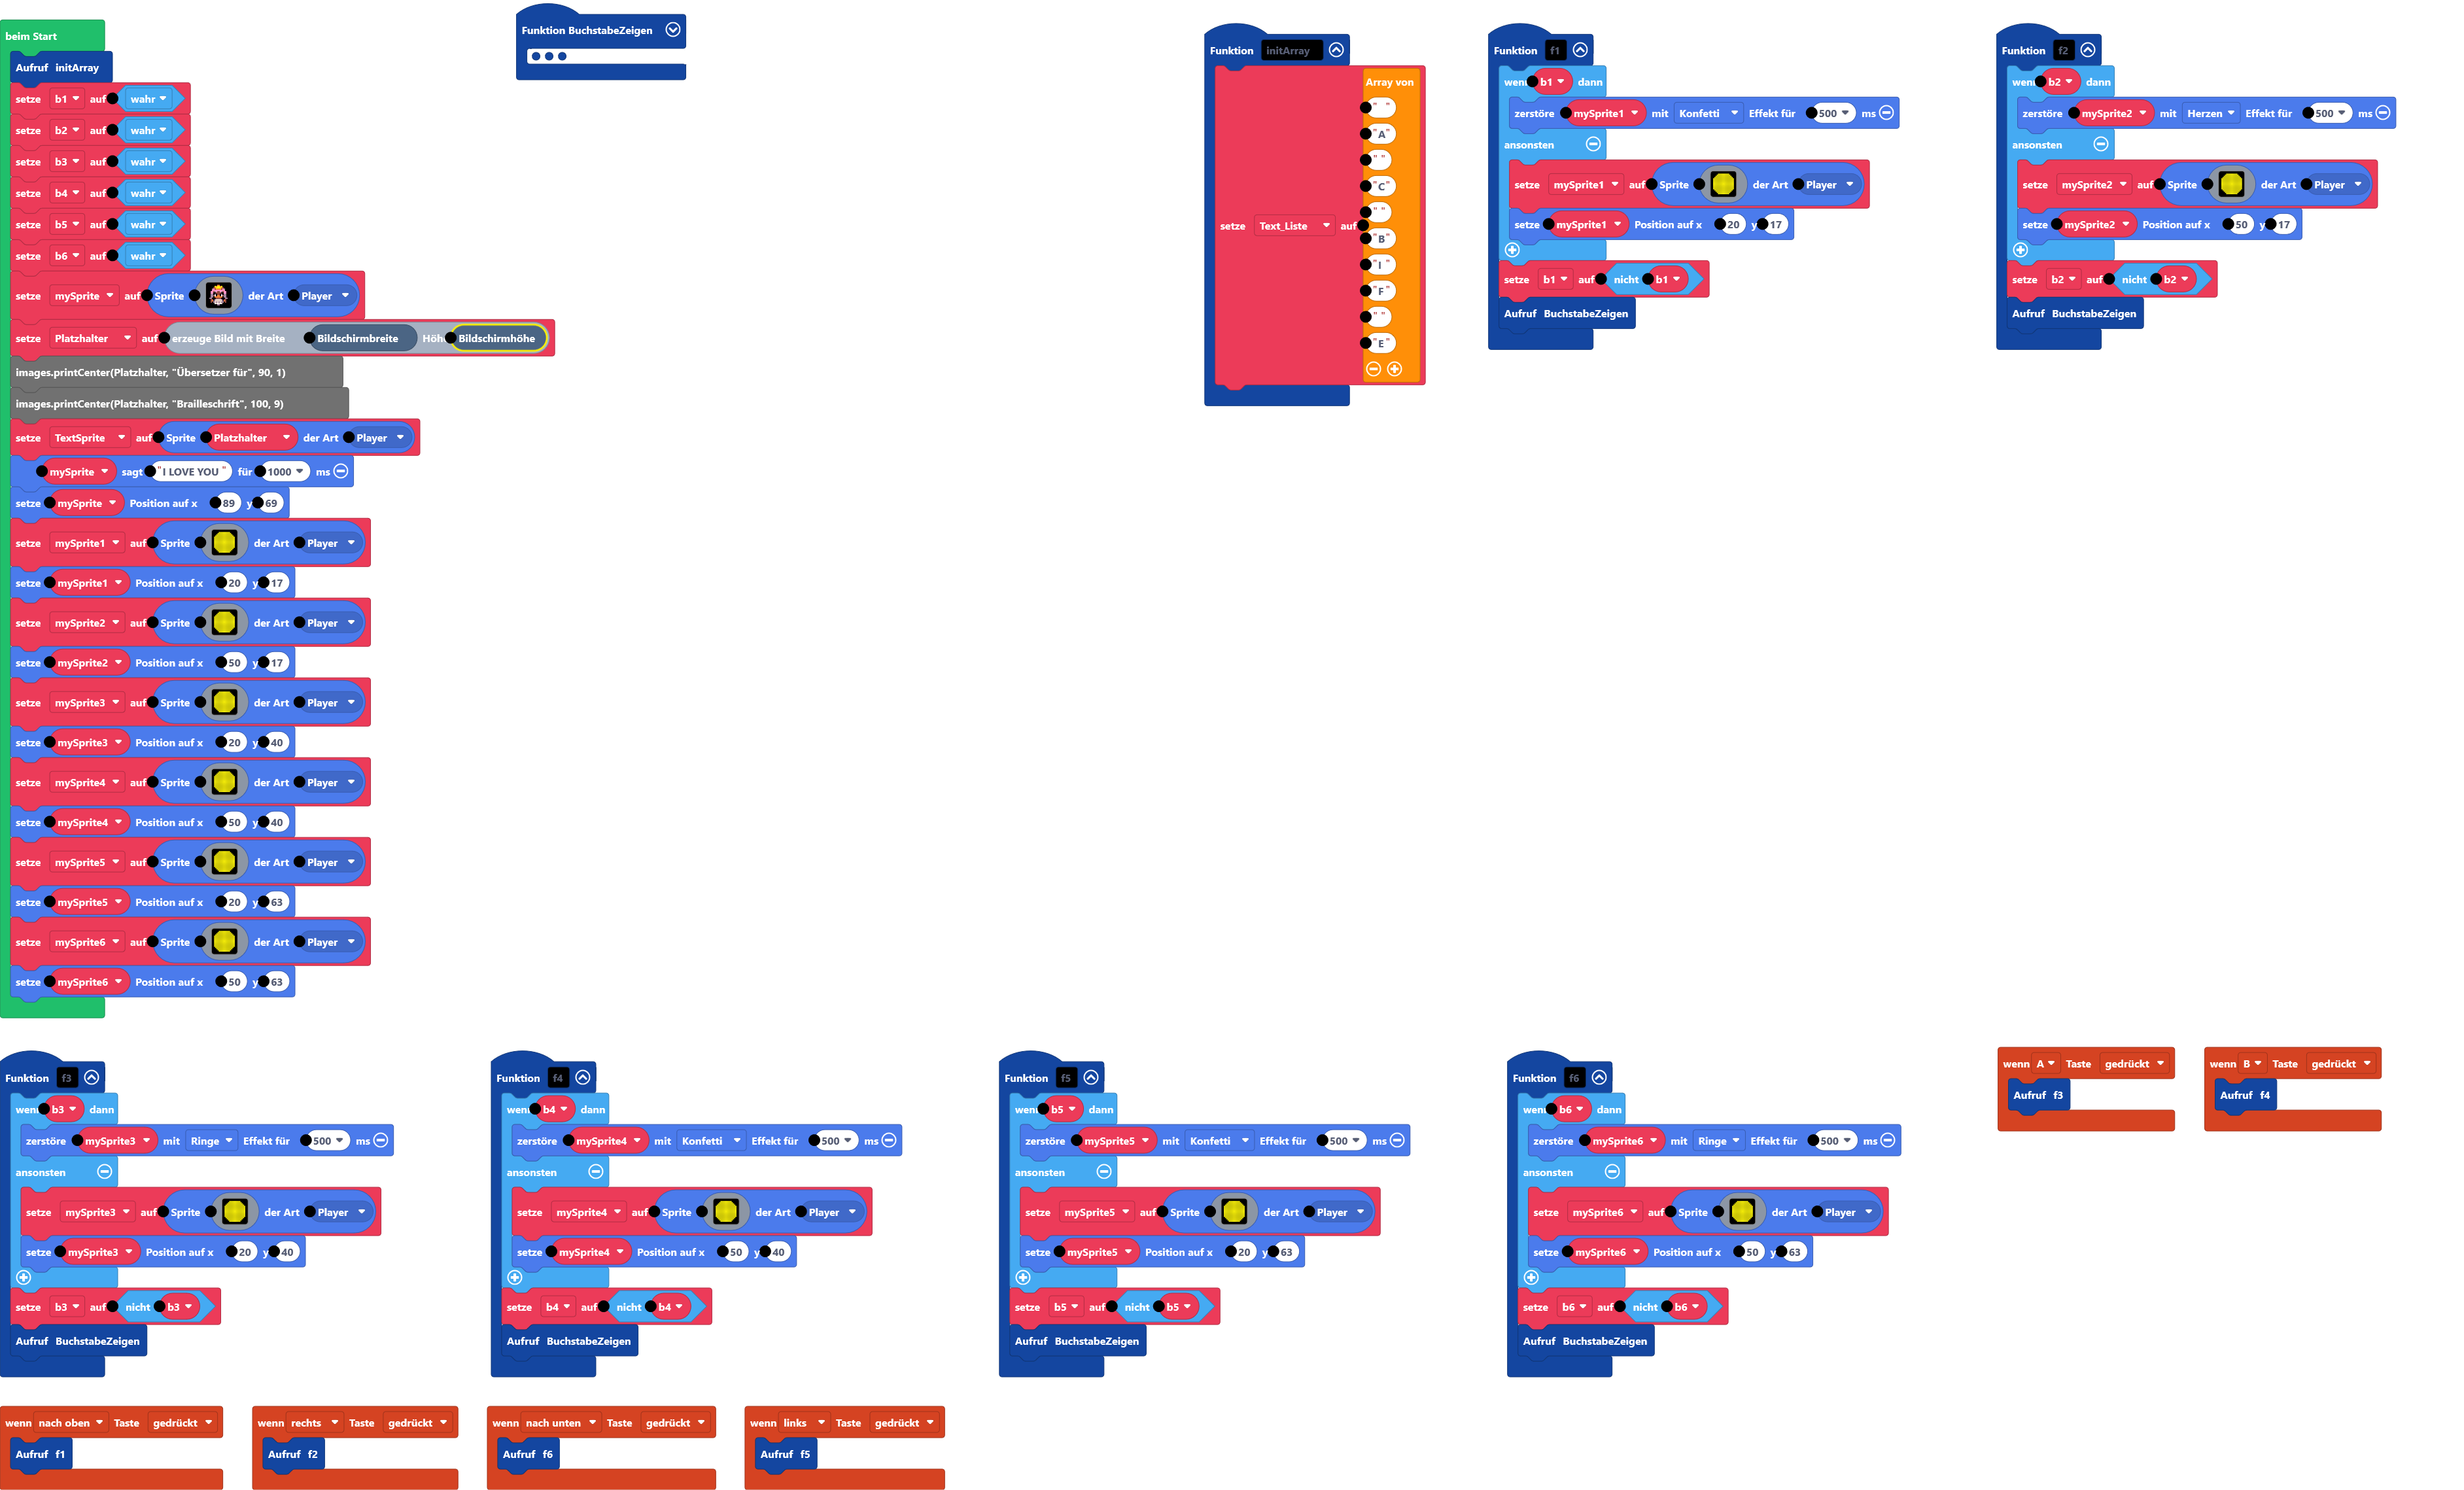 beim Start
Aufruf initArray
setze b1 auf wahr
setze b2 auf wahr
setze b3 auf wahr
setze b4 auf wahr
setze b5 auf wahr
setze b6 auf wahr
setze mySprite auf Sprite der Art Player
setze Platzhalter auf erzeuge Bild mit Breite Bildschirmbreite Höh Bildschirmhöhe
images.printCenter(Platzhalter, "Übersetzer für", 90, 1)
images.printCenter(Platzhalter, "Brailleschrift", 100, 9)
setze TextSprite auf Sprite Platzhalter der Art Player
mySprite sagt "I LOVE YOU " für 1000 ms
setze mySprite Position auf x 89 y 69
setze mySprite1 auf Sprite der Art Player
setze mySprite1 Position auf x 20 y 17
setze mySprite2 auf Sprite der Art Player
setze mySprite2 Position auf x 50 y 17
setze mySprite3 auf Sprite der Art Player
setze mySprite3 Position auf x 20 y 40
setze mySprite4 auf Sprite der Art Player
setze mySprite4 Position auf x 50 y 40
setze mySprite5 auf Sprite der Art Player
setze mySprite5 Position auf x 20 y 63
setze mySprite6 auf Sprite der Art Player
setze mySprite6 Position auf x 50 y 63
Funktion BuchstabeZeigen
Funktion initArray
setze Text_Liste auf
Array von
" "
"A"
" "
"C"
" "
"B"
"I "
"F"
" "
"E"
Funktion f1
wenn b1 dann
zerstöre mySprite1 mit Konfetti Effekt für 500 ms
ansonsten
setze mySprite1 auf Sprite der Art Player
setze mySprite1 Position auf x 20 y 17
setze b1 auf nicht b1
Aufruf BuchstabeZeigen
Funktion f2
wenn b2 dann
zerstöre mySprite2 mit Herzen Effekt für 500 ms
ansonsten
setze mySprite2 auf Sprite der Art Player
setze mySprite2 Position auf x 50 y 17
setze b2 auf nicht b2
Aufruf BuchstabeZeigen
Funktion f3
wenn b3 dann
zerstöre mySprite3 mit Ringe Effekt für 500 ms
ansonsten
setze mySprite3 auf Sprite der Art Player
setze mySprite3 Position auf x 20 y 40
setze b3 auf nicht b3
Aufruf BuchstabeZeigen
Funktion f4
wenn b4 dann
zerstöre mySprite4 mit Konfetti Effekt für 500 ms
ansonsten
setze mySprite4 auf Sprite der Art Player
setze mySprite4 Position auf x 50 y 40
setze b4 auf nicht b4
Aufruf BuchstabeZeigen
Funktion f5
wenn b5 dann
zerstöre mySprite5 mit Konfetti Effekt für 500 ms
ansonsten
setze mySprite5 auf Sprite der Art Player
setze mySprite5 Position auf x 20 y 63
setze b5 auf nicht b5
Aufruf BuchstabeZeigen
Funktion f6
wenn b6 dann
zerstöre mySprite6 mit Ringe Effekt für 500 ms
ansonsten
setze mySprite6 auf Sprite der Art Player
setze mySprite6 Position auf x 50 y 63
setze b6 auf nicht b6
Aufruf BuchstabeZeigen
wenn A Taste gedrückt
Aufruf f3
wenn B Taste gedrückt
Aufruf f4
wenn nach oben Taste gedrückt
Aufruf f1
wenn rechts Taste gedrückt
Aufruf f2
wenn nach unten Taste gedrückt
Aufruf f6
wenn links Taste gedrückt
Aufruf f5